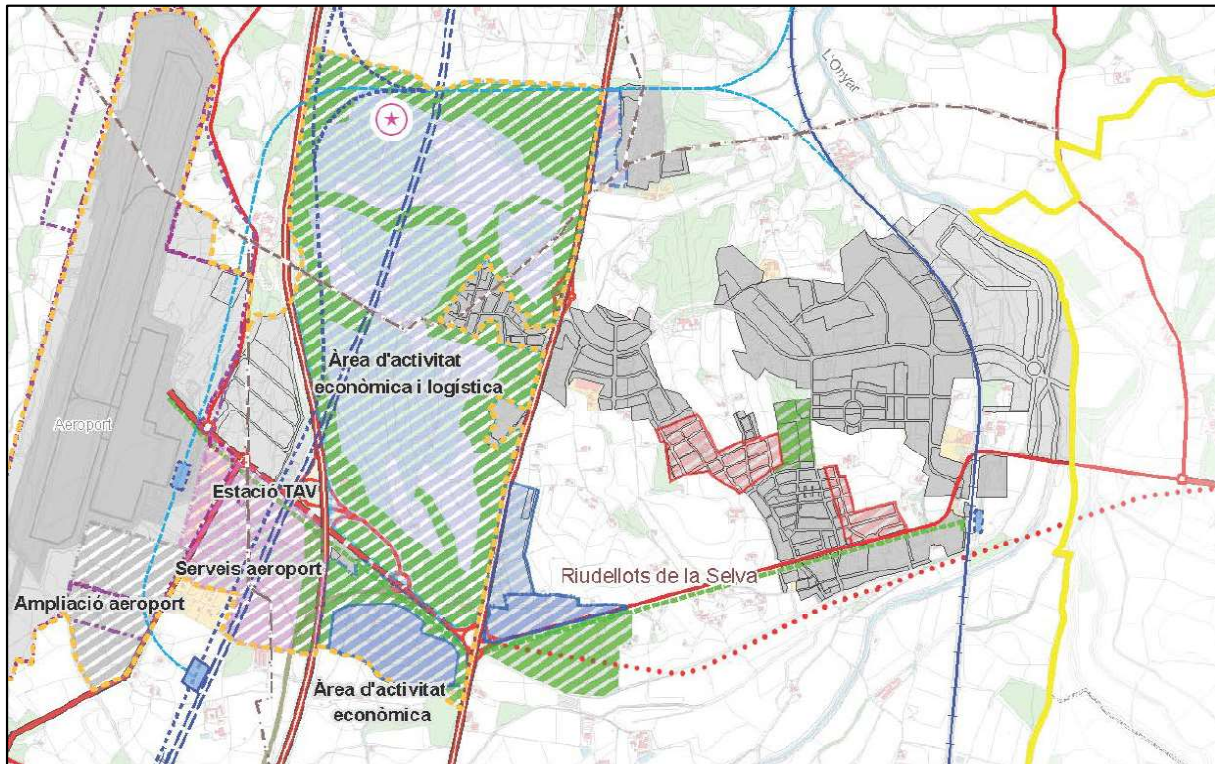 L'Onyar
Àrea d'activitat
econòmica i logística
Aeroport
Estació TAV
Serveis aeroport
Riudellots de la Selva
Ampliació aeroport
Àrea d'activitat
econòmica